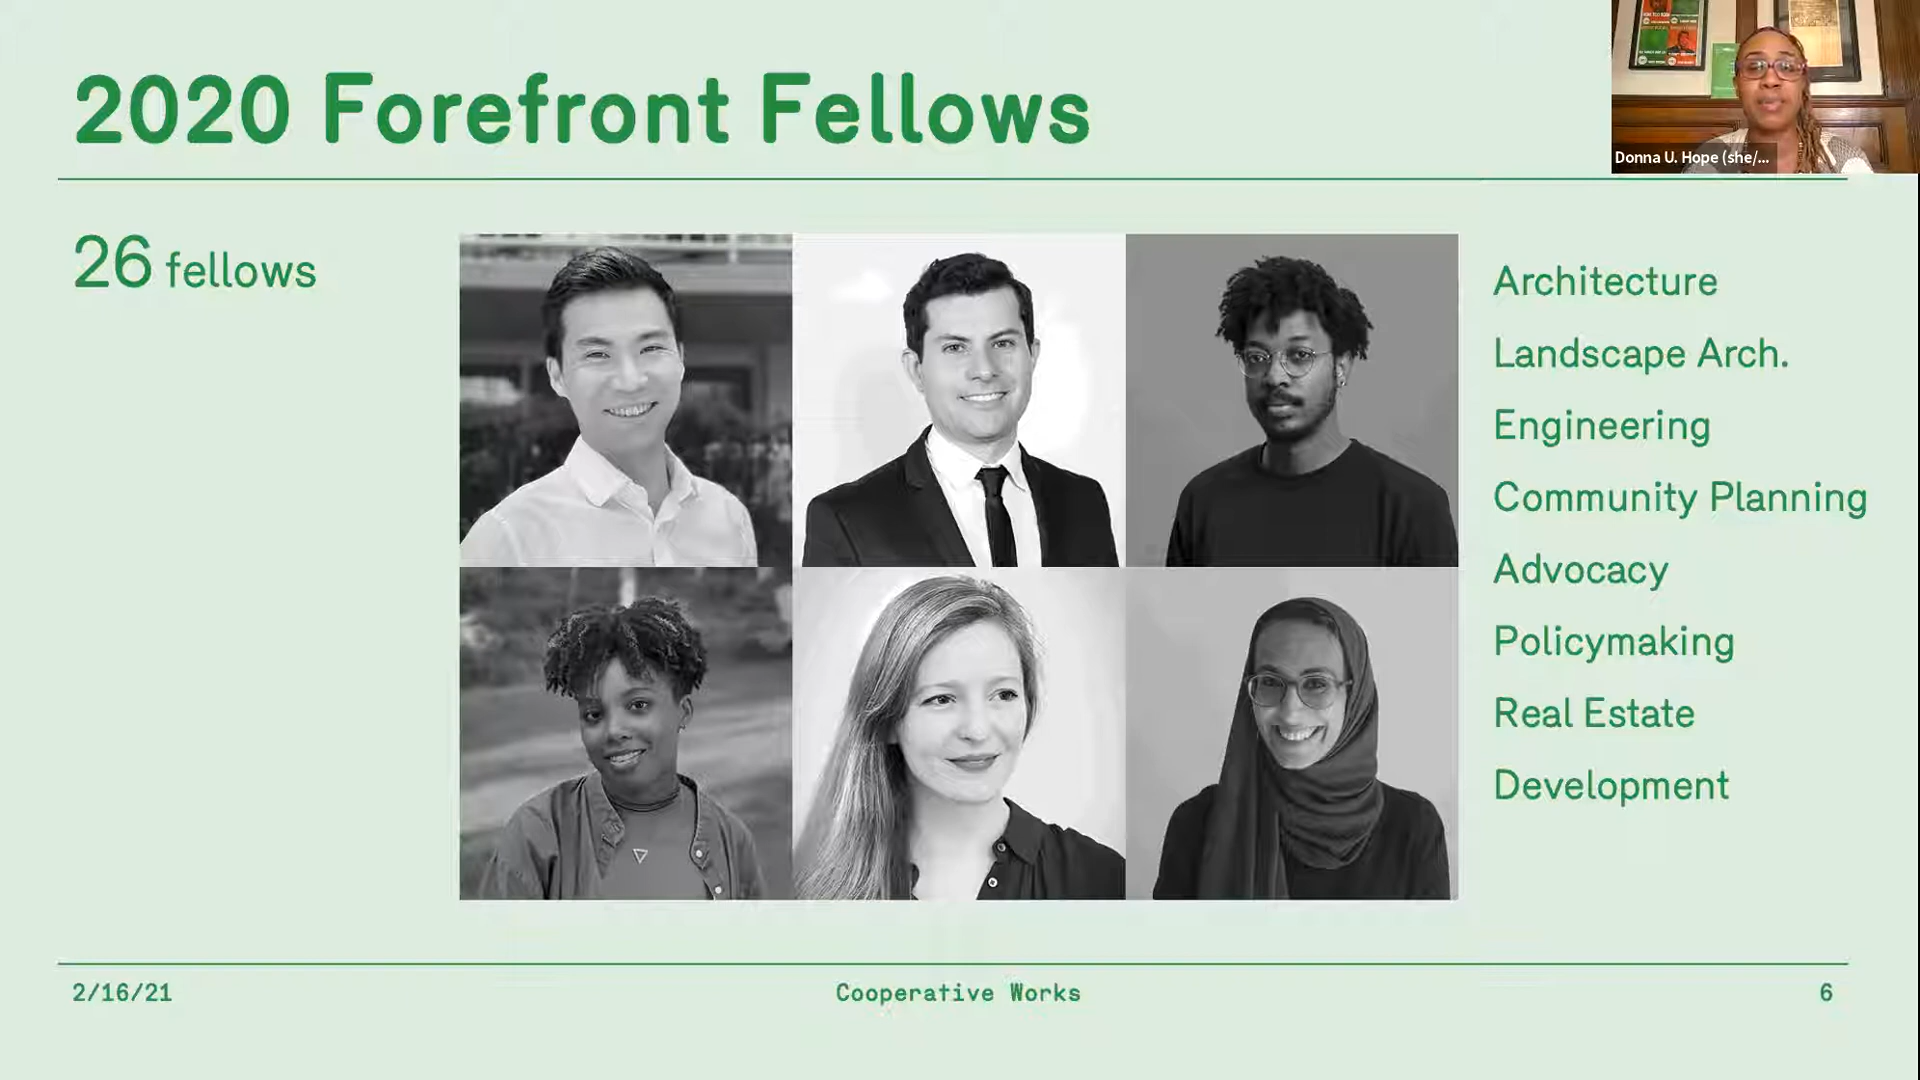 2020 Forefront Fellows
Donna U. Hope (she/...
26 fellows
Architecture
Landscape Arch.
Engineering
Community Planning
Advocacy
Policymaking
Real Estate
Development
2/16/21
Cooperative Works
6